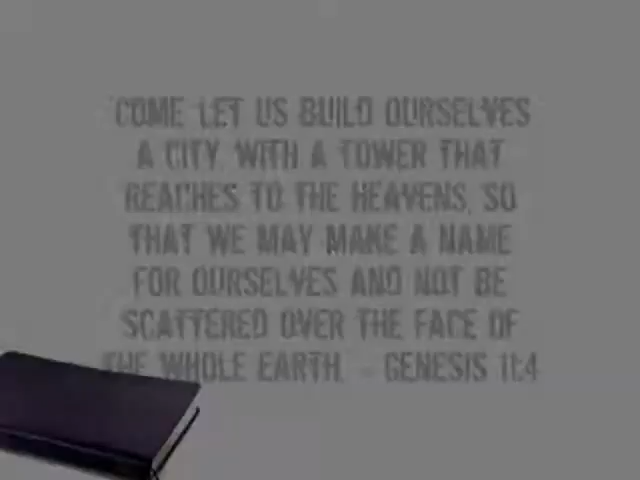 "COME LET US BUILD OURSELVES
A CITY, WITH A TOWER THAT
REACHES TO THE HEAVENS, SO
THAT WE MAY MAKE A NAME
FOR OURSELVES AND NOT BE
SCATTERED OVER THE FACE OF
THE WHOLE EARTH. - GENESIS 11:4